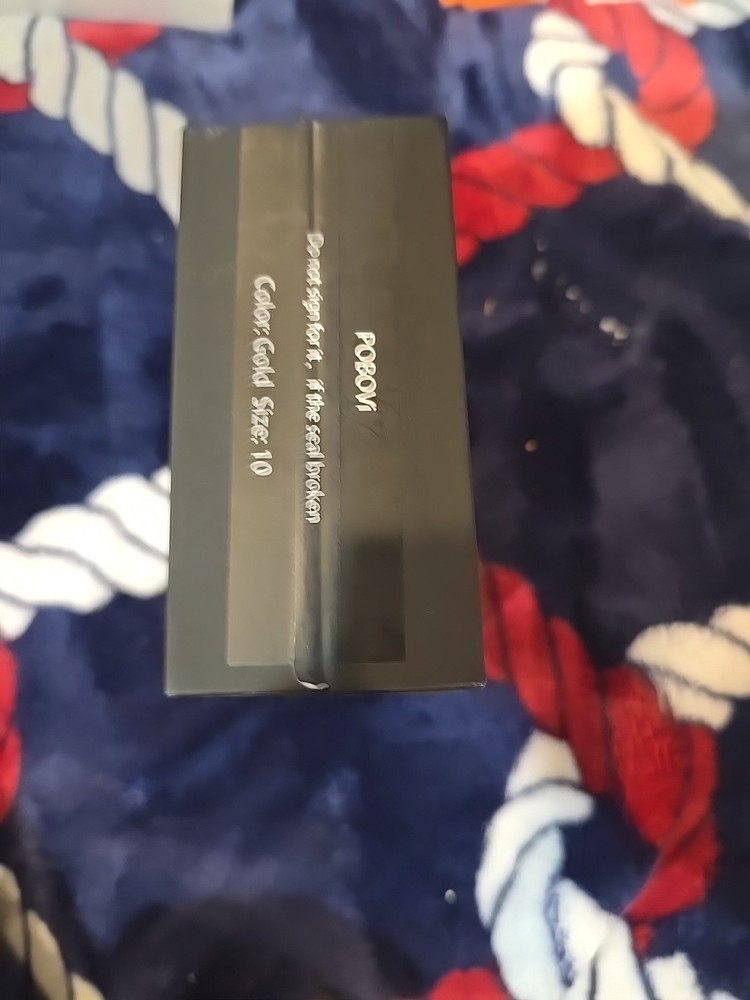 POBOVI
Do not sign for it, if the seal broken
Color: Gold Size: 10